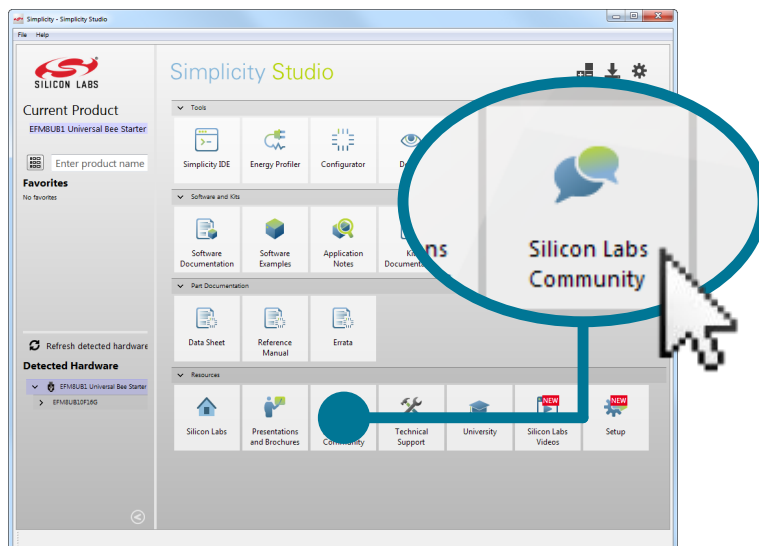 Simplicity - Simplicity Studio
File Help
SILICON LABS
Simplicity Studio
Current Product
EFM8UB1 Universal Bee Starter
Enter product name
Favorites
No favorites
Tools
Simplicity IDE
Energy Profiler
Configurator
Software and Kits
Software
Documentation
Software
Examples
Application
Notes
Part Documentation
Data Sheet
Reference
Manual
Errata
Refresh detected hardware
Detected Hardware
EFM8UB1 Universal Bee Starter
EFM8UB10F16G
Resources
Silicon Labs
Presentations
and Brochures
Community
Technical
Support
University
NEW
Silicon Labs
Videos
NEW
Setup
ns
Silicon Labs
Community